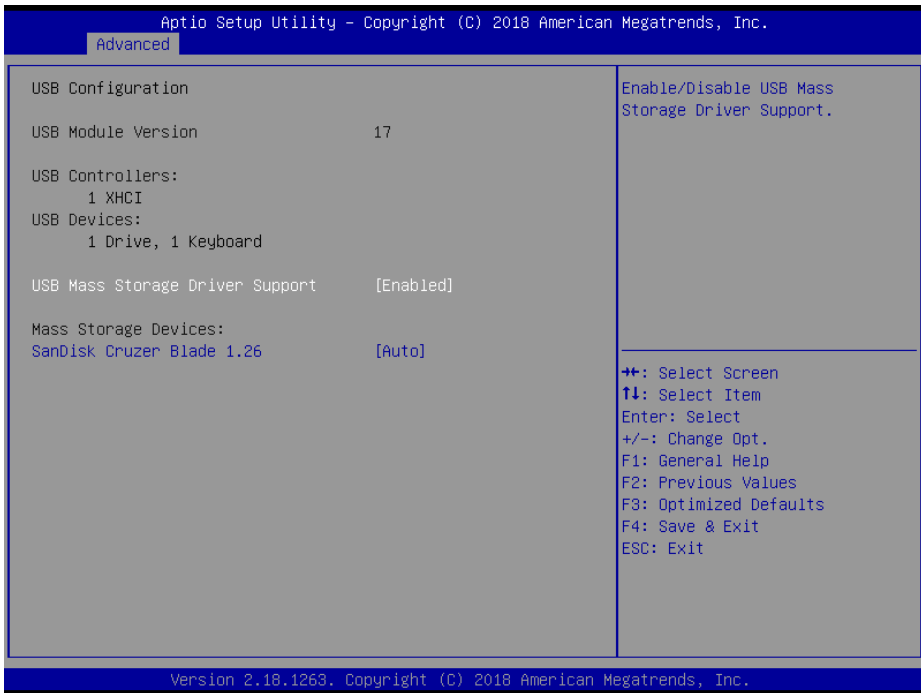 Aptio Setup Utility – Copyright (C) 2018 American Megatrends, Inc.
Advanced
USB Configuration
USB Module Version 17
USB Controllers:
1 XHCI
USB Devices:
1 Drive, 1 Keyboard
USB Mass Storage Driver Support [Enabled]
Mass Storage Devices:
SanDisk Cruzer Blade 1.26 [Auto]
Enable/Disable USB Mass
Storage Driver Support.
→←: Select Screen
↑↓: Select Item
Enter: Select
+/-: Change Opt.
F1: General Help
F2: Previous Values
F3: Optimized Defaults
F4: Save & Exit
ESC: Exit
Version 2.18.1263. Copyright (C) 2018 American Megatrends, Inc.